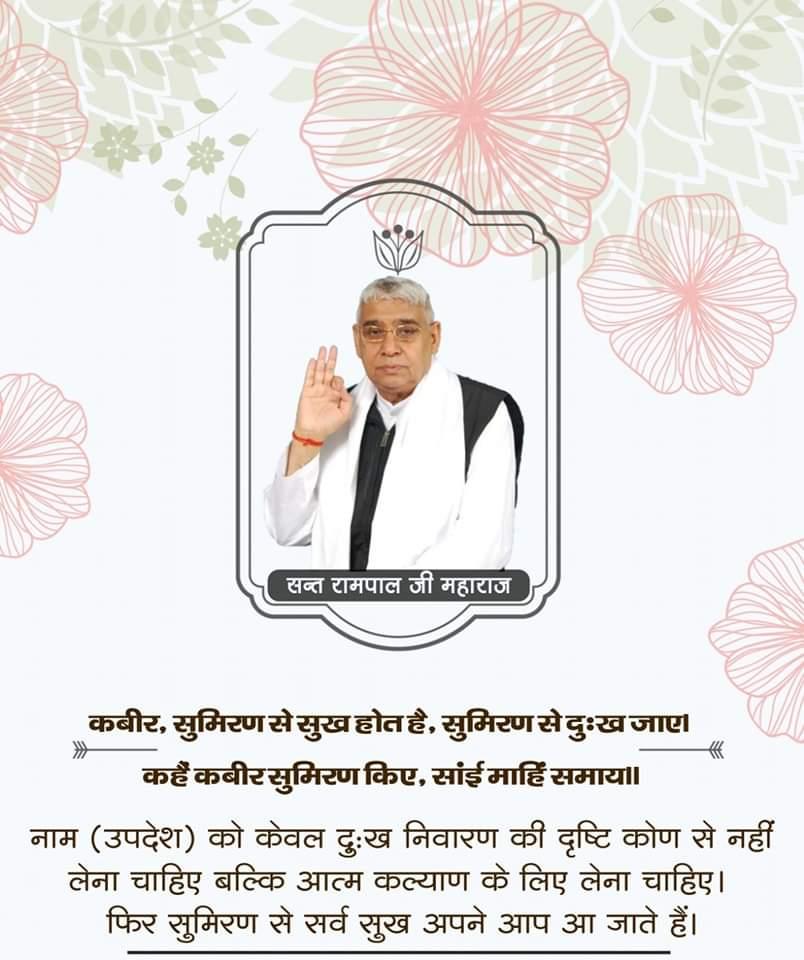 सन्त रामपाल जी महाराज
कबीर, सुमिरण से सुख होत है, सुमिरण से दुःख जाए।
कहैं कबीर सुमिरण किए, सांई माहिं समाय।।
नाम (उपदेश) को केवल दुःख निवारण की दृष्टि कोण से नहीं
लेना चाहिए बल्कि आत्म कल्याण के लिए लेना चाहिए।
फिर सुमिरण से सर्व सुख अपने आप आ जाते हैं।